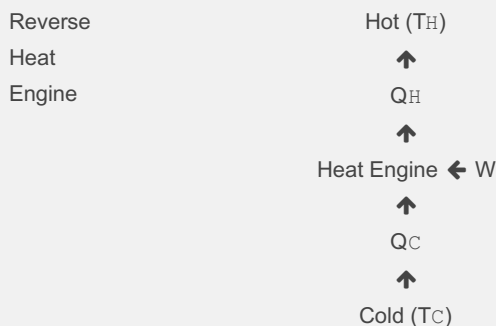 Reverse
Heat
Engine
Hot (TH)
QH
Heat Engine W
QC
Cold (TC)